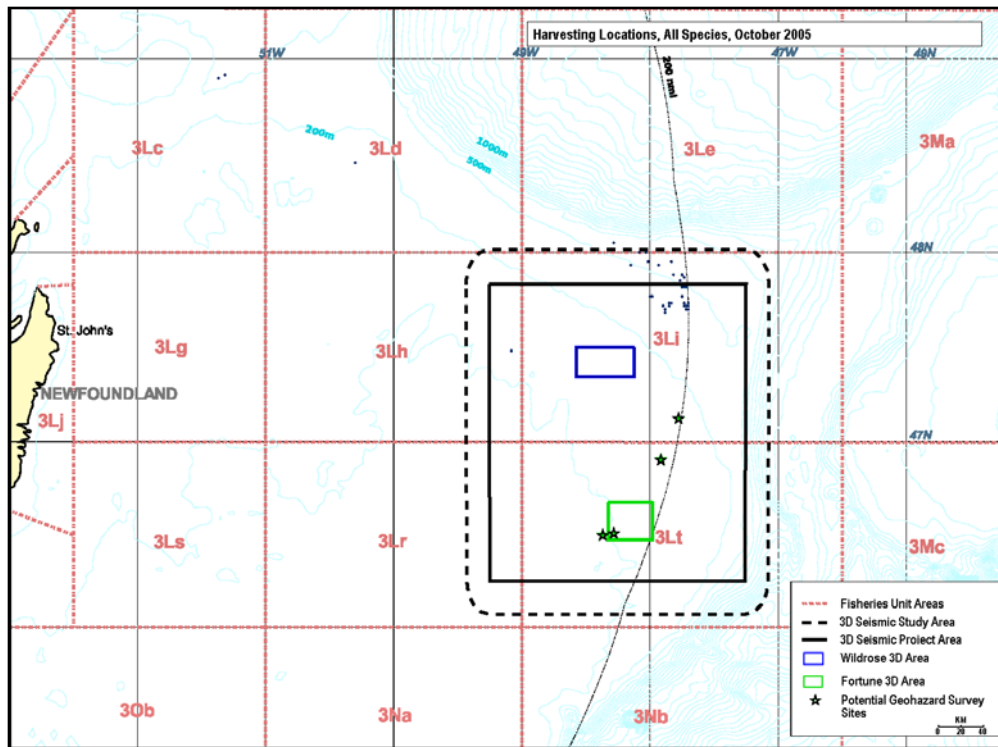 Harvesting Locations, All Species, October 2005
51W
49W
47W
49N
200 nmi
200m
1000m
500m
3Lc
3Ld
3Le
3Ma
48N
St. John's
3Lg
3Lh
3Li
NEWFOUNDLAND
3Lj
47N
3Ls
3Lr
3Lt
3Mc
3Ob
3Na
3Nb
Fisheries Unit Areas
3D Seismic Study Area
3D Seismic Project Area
Wildrose 3D Area
Fortune 3D Area
Potential Geohazard Survey
Sites
KM
0 20 40